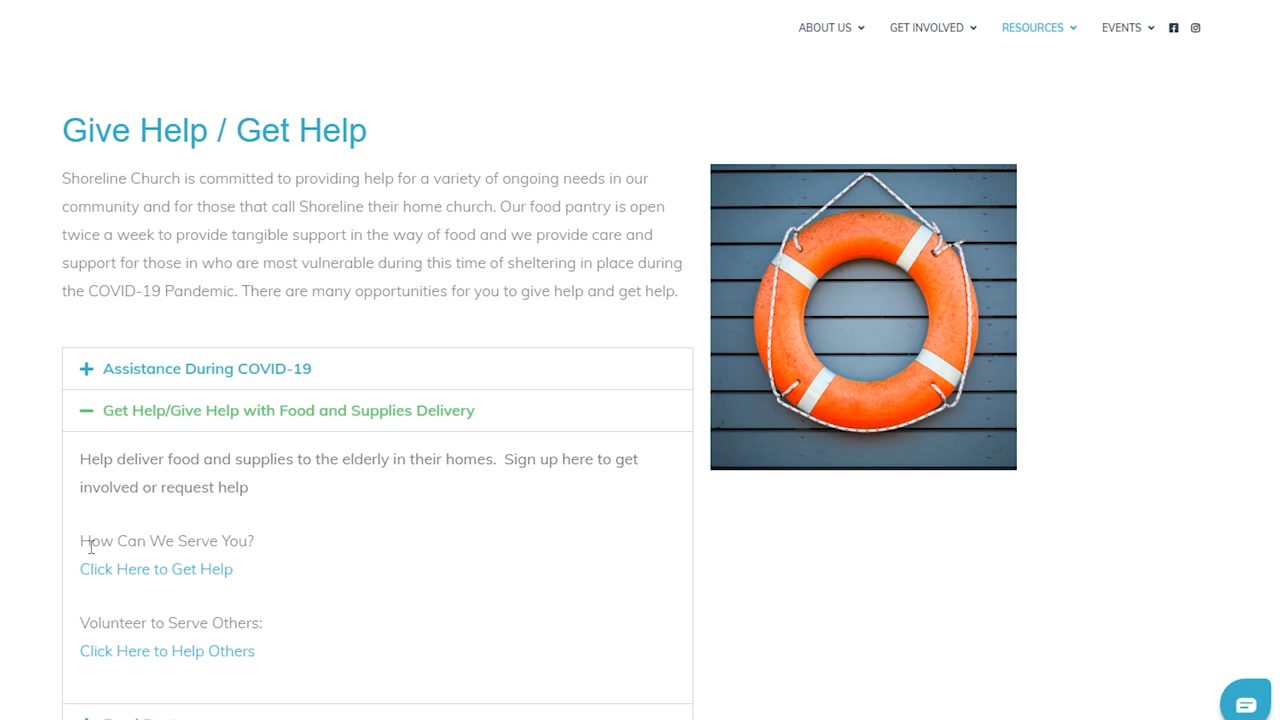 ABOUT US GET INVOLVED RESOURCES EVENTS
Give Help / Get Help
Shoreline Church is committed to providing help for a variety of ongoing needs in our
community and for those that call Shoreline their home church. Our food pantry is open
twice a week to provide tangible support in the way of food and we provide care and
support for those in who are most vulnerable during this time of sheltering in place during
the COVID-19 Pandemic. There are many opportunities for you to give help and get help.
Assistance During COVID-19
Get Help/Give Help with Food and Supplies Delivery
Help deliver food and supplies to the elderly in their homes. Sign up here to get
involved or request help
How Can We Serve You?
Click Here to Get Help
Volunteer to Serve Others:
Click Here to Help Others